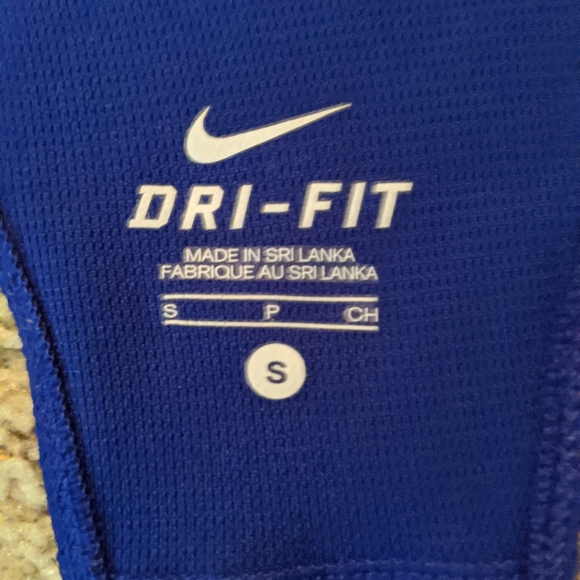 DRI-FIT
MADE IN SRI LANKA
FABRIQUE AU SRI LANKA
S P CH
S